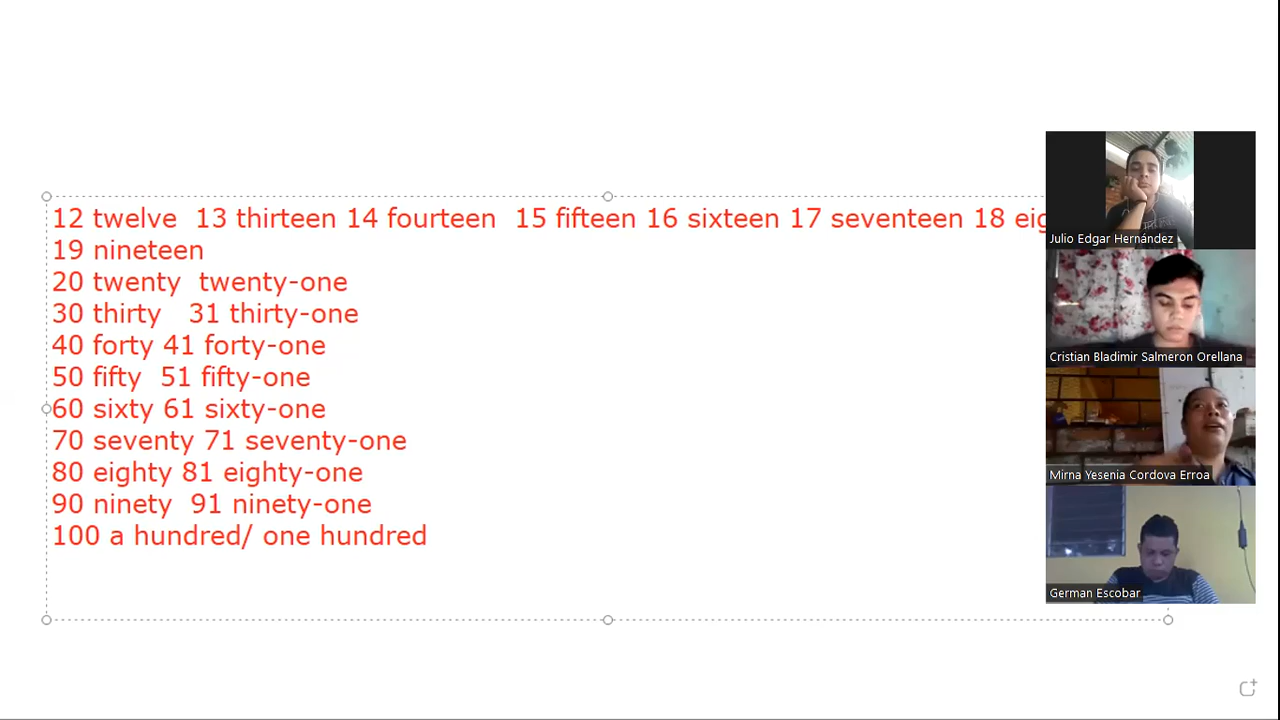 12 twelve  13 thirteen 14 fourteen  15 fifteen 16 sixteen 17 seventeen 18
19 nineteen
20 twenty  twenty-one
30 thirty   31 thirty-one
40 forty 41 forty-one
50 fifty  51 fifty-one
60 sixty 61 sixty-one
70 seventy 71 seventy-one
80 eighty 81 eighty-one
90 ninety  91 ninety-one
100 a hundred/ one hundred
Julio Edgar Hernández
Cristian Bladimir Salmeron Orellana
Mirna Yesenia Cordova Erroa
German Escobar